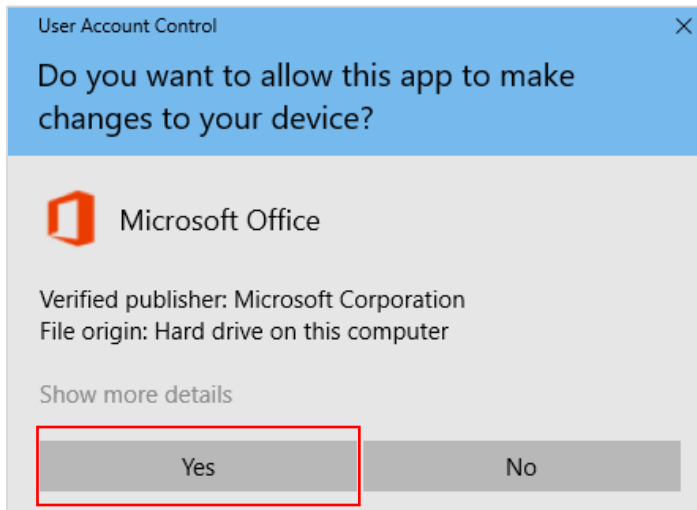 User Account Control
Do you want to allow this app to make
changes to your device?
Microsoft Office
Verified publisher: Microsoft Corporation
File origin: Hard drive on this computer
Show more details
Yes
No